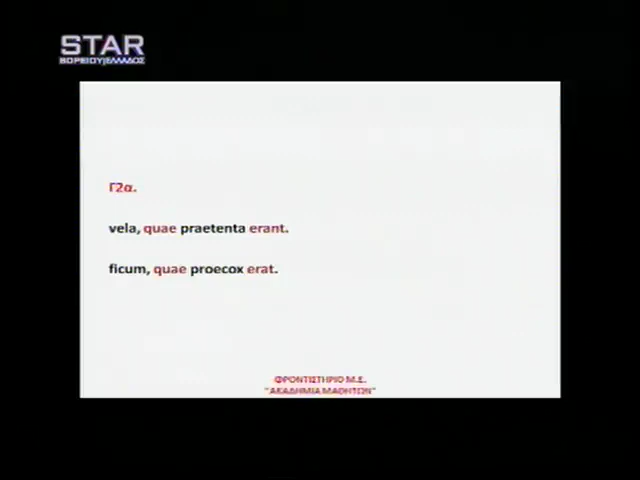 STAR
ΒΟΡΕΙΟΥ ΕΛΛΑΔΟΣ
Γ2α.
vela, quae praetenta erant.
ficum, quae proecox erat.
ΦΡΟΝΤΙΣΤΗΡΙΟ Μ.Ε.
"ΑΚΑΔΗΜΙΑ ΜΑΘΗΤΩΝ"